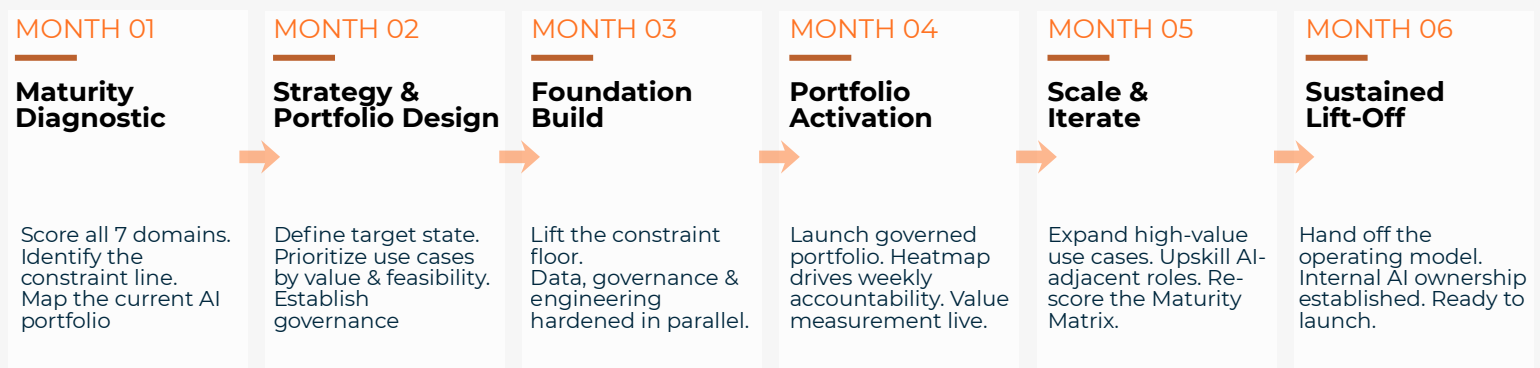 MONTH 01
Maturity
Diagnostic
Score all 7 domains.
Identify the
constraint line.
Map the current AI
portfolio
MONTH 02
Strategy &
Portfolio Design
Define target state.
Prioritize use cases
by value & feasibility.
Establish
governance
MONTH 03
Foundation
Build
Lift the constraint
floor.
Data, governance &
engineering
hardened in parallel.
MONTH 04
Portfolio
Activation
Launch governed
portfolio. Heatmap
drives weekly
accountability. Value
measurement live.
MONTH 05
Scale &
Iterate
Expand high-value
use cases. Upskill AI-
adjacent roles. Re-
score the Maturity
Matrix.
MONTH 06
Sustained
Lift-Off
Hand off the
operating model.
Internal AI ownership
established. Ready to
launch.